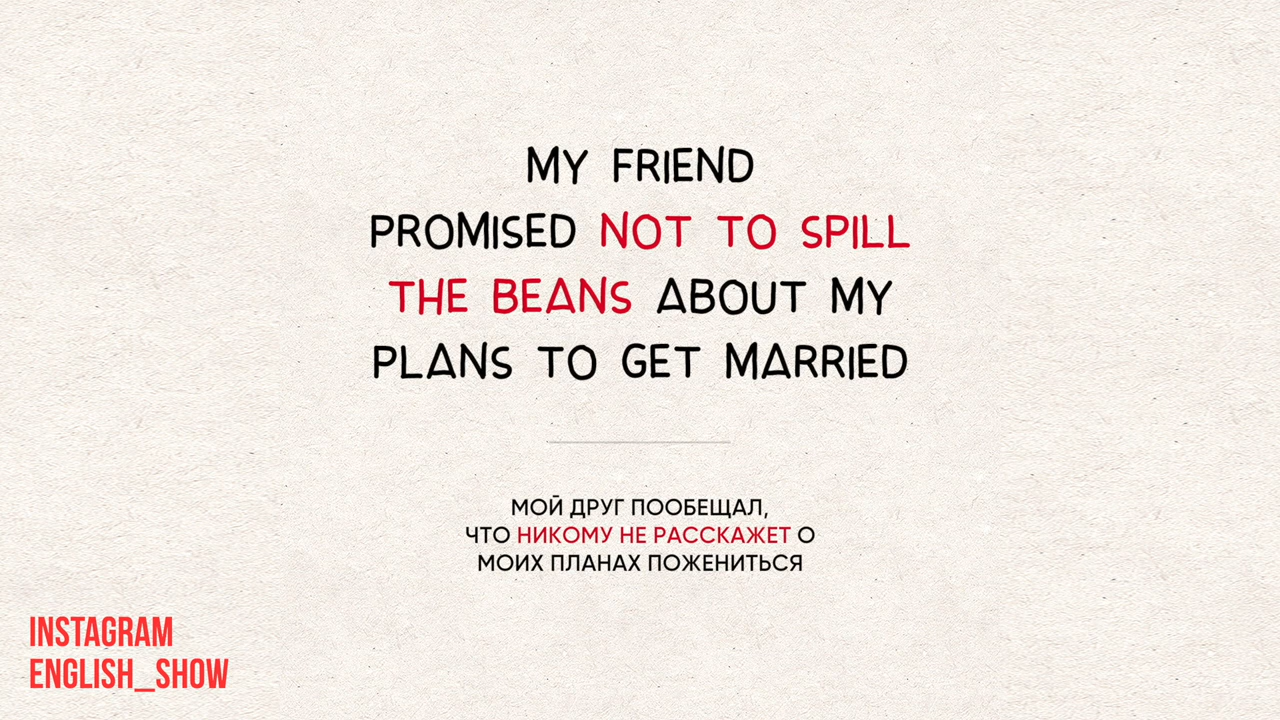 MY FRIEND
PROMISED NOT TO SPILL
THE BEANS ABOUT MY
PLANS TO GET MARRIED
МОЙ ДРУГ ПООБЕЩАЛ,
ЧТО НИКОМУ НЕ РАССКАЖЕТ О
МОИХ ПЛАНАХ ПОЖЕНИТЬСЯ
INSTAGRAM
ENGLISH_SHOW